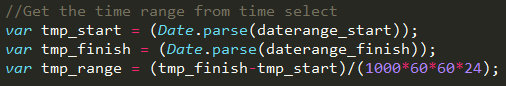 //Get the time range from time select
var tmp_start = (Date.parse(daterange_start));
var tmp_finish = (Date.parse(daterange_finish));
var tmp_range = (tmp_finish-tmp_start)/(1000*60*60*24);